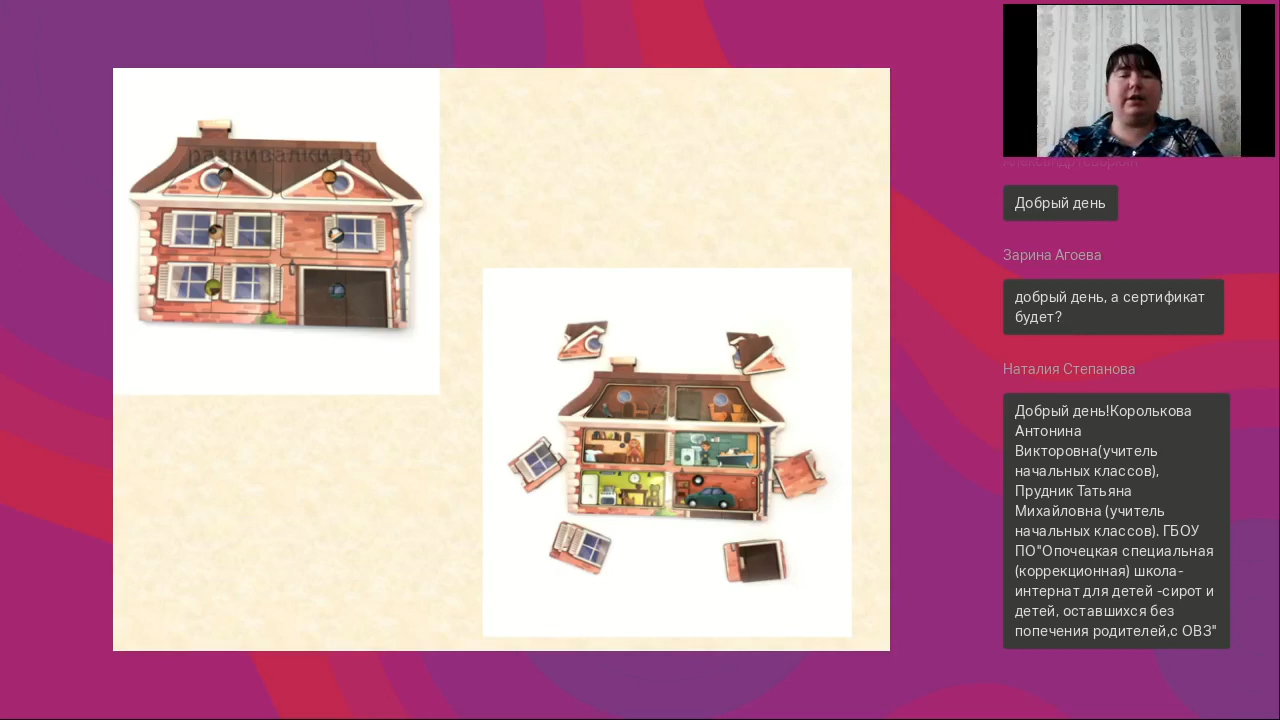 развивалки.рф
Добрый день
Зарина Агоева
добрый день, а сертификат
будет?
Наталия Степанова
Добрый день!Королькова
Антонина
Викторовна(учитель
начальных классов),
Прудник Татьяна
Михайловна (учитель
начальных классов). ГБОУ
ПО"Опочецкая специальная
(коррекционная) школа-
интернат для детей -сирот и
детей, оставшихся без
попечения родителей,с ОВЗ"